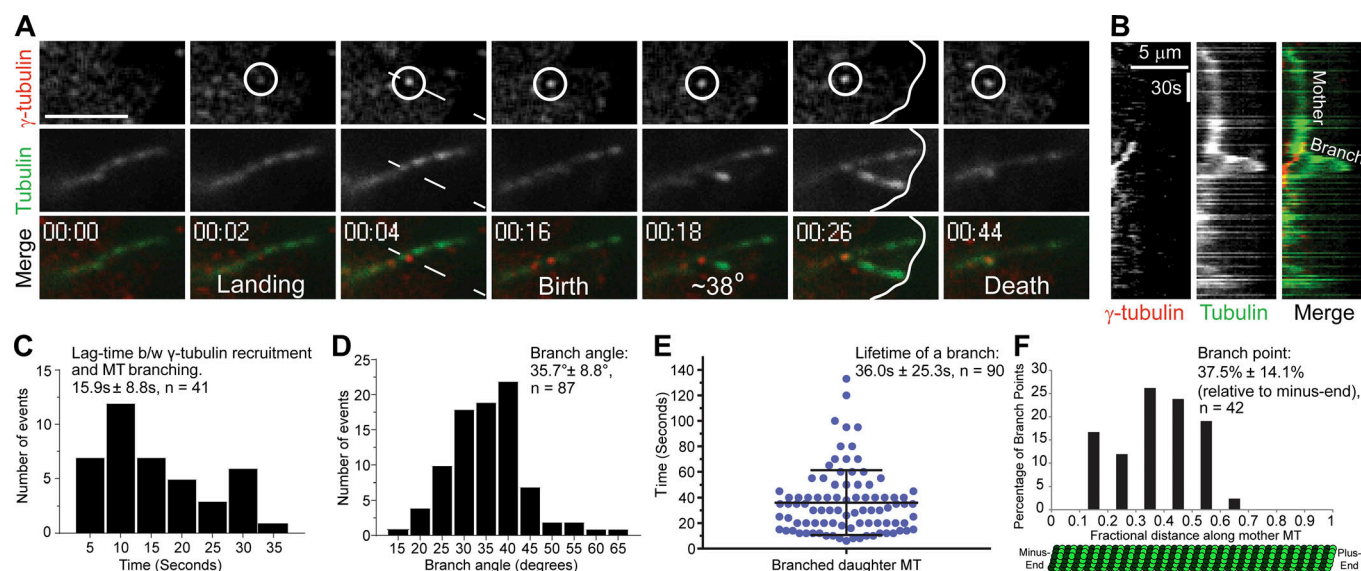 A
γ-tubulin
Tubulin
Merge
00:00
00:02
00:04
00:16
00:18
00:26
00:44
Landing
Birth
~38°
Death
B
5 μm
30s
Mother
Branch
γ-tubulin
Tubulin
Merge
C
Lag-time b/w γ-tubulin recruitment
and MT branching.
15.9s ± 8.8s, n = 41
Number of events
15
10
5
0
5 10 15 20 25 30 35
Time (Seconds)
D
Branch angle:
35.7°± 8.8°,
n = 87
Number of events
25
20
15
10
5
0
15 20 25 30 35 40 45 50 55 60 65
Branch angle (degrees)
E
Lifetime of a branch:
36.0s ± 25.3s, n = 90
Time (Seconds)
140
120
100
80
60
40
20
0
Branched daughter MT
F
Branch point:
37.5% ± 14.1%
(relative to minus-end),
n = 42
Percentage of Branch Points
30
25
20
15
10
5
0
0 0.1 0.2 0.3 0.4 0.5 0.6 0.7 0.8 0.9 1
Fractional distance along mother MT
Minus-
End
Plus-
End